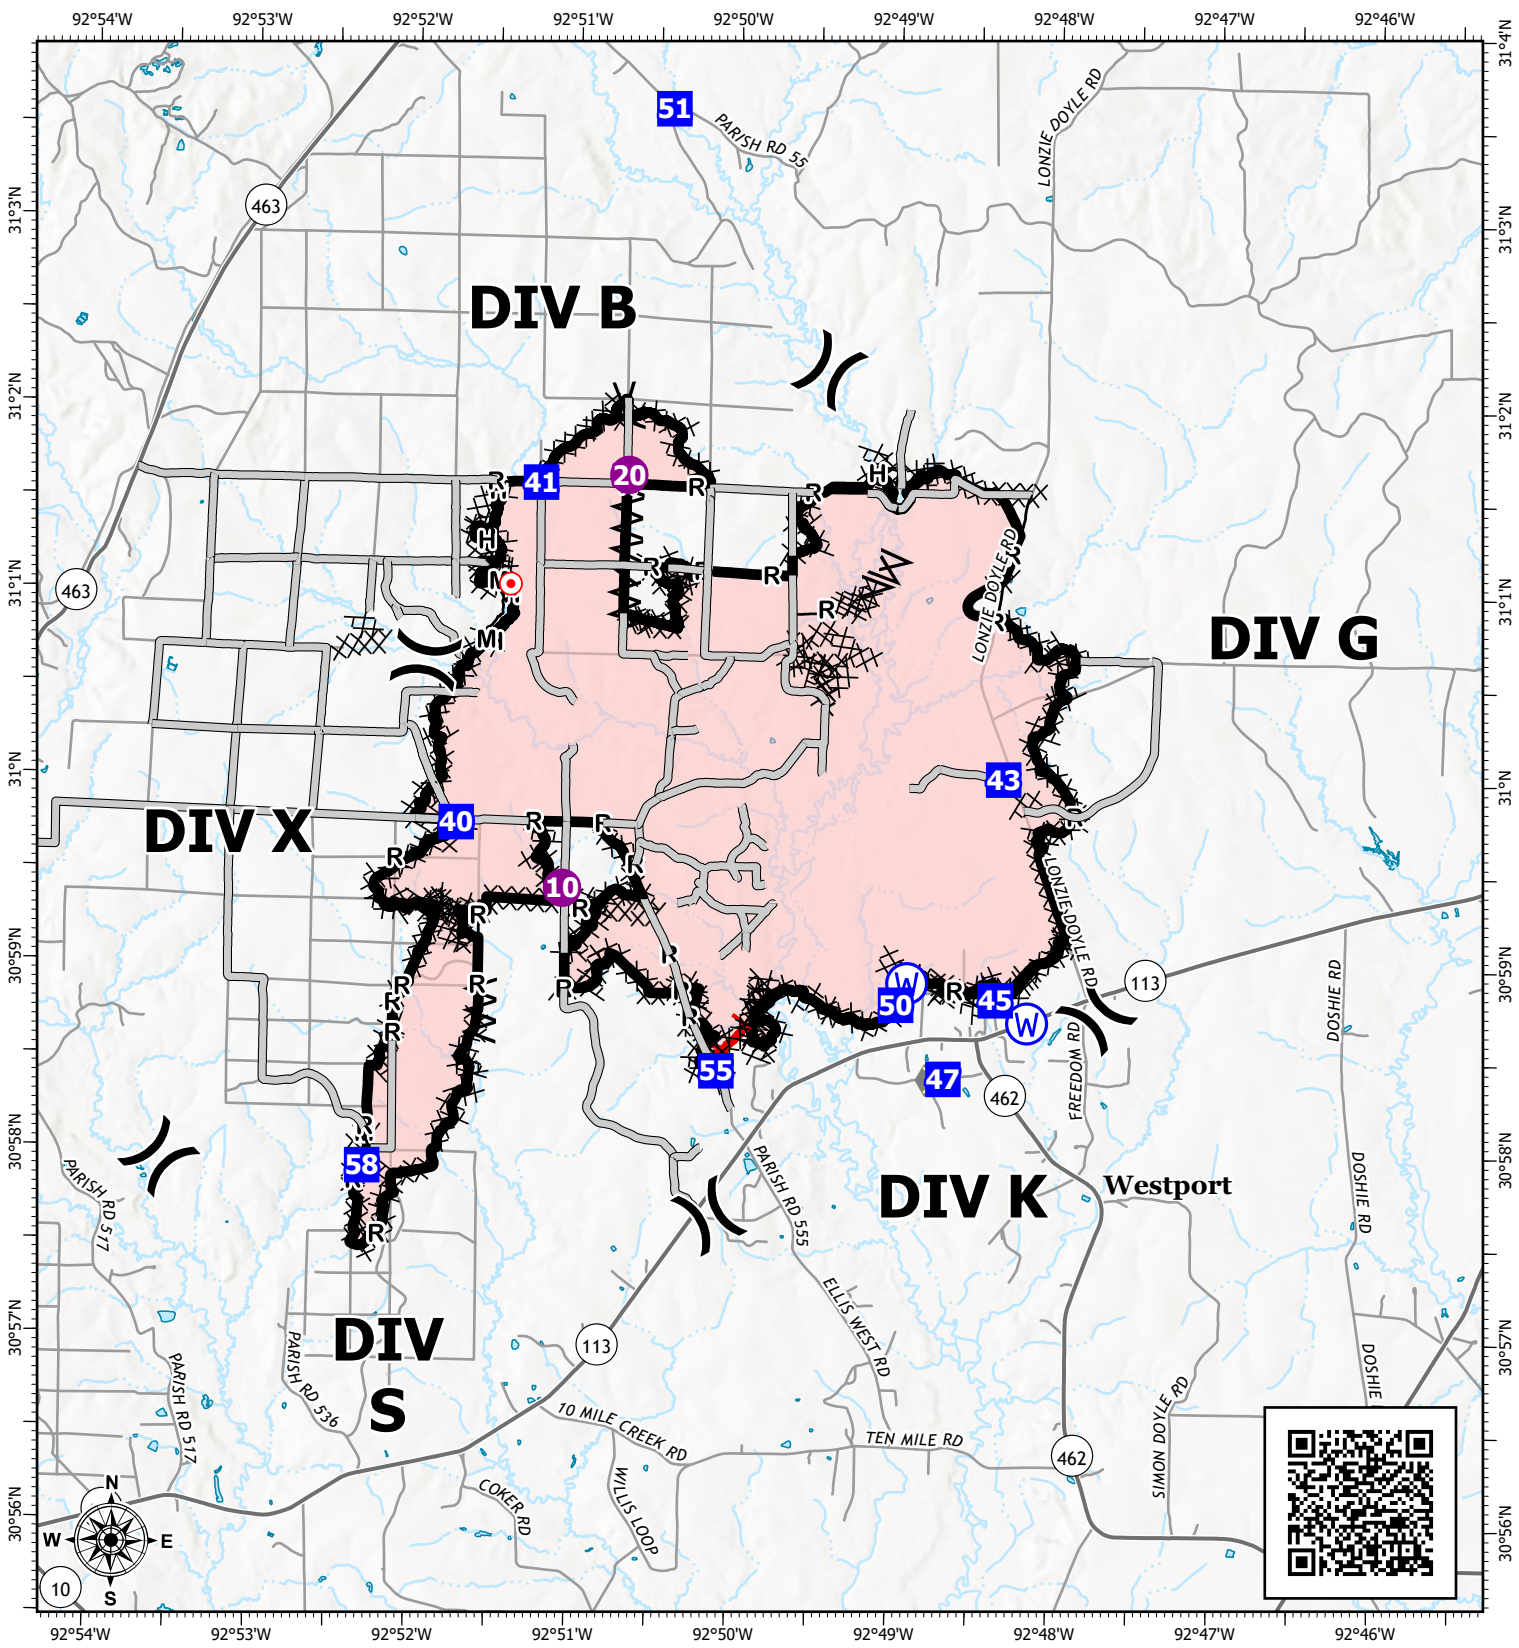 92°54'W 92°53'W 92°52'W 92°51'W 92°50'W 92°49'W 92°48'W 92°47'W 92°46'W
31°4'N
51
PARISH RD 55
LONZIE DOYLE RD
463
31°3'N
31°3'N
DIV B
31°2'N
31°2'N
R
41
20
R
R
H
H
R
R
M
R
31°1'N
31°1'N
463
R
R
LONZIE DOYLE RD
DIV G
M
31°N
31°N
43
DIV X
40
R
R
R
R
R
10
R
R
LONZIE DOYLE RD
30°59'N
30°59'N
R
R
R
R
R
R
W
R
50
45
113
W
DOSHIE RD
R
R
55
47
462
FREEDOM RD
30°58'N
30°58'N
R
58
PARISH RD 517
PARISH RD 555
DIV K
Westport
DOSHIE RD
R
30°57'N
30°57'N
DIV
S
PARISH RD 536
PARISH RD 517
113
ELLIS WEST RD
DOSHIE
10 MILE CREEK RD
TEN MILE RD
SIMON DOYLE RD
462
COKER RD
WILLIS LOOP
30°56'N
30°56'N
N
W E
S
10
92°54'W 92°53'W 92°52'W 92°51'W 92°50'W 92°49'W 92°48'W 92°47'W 92°46'W